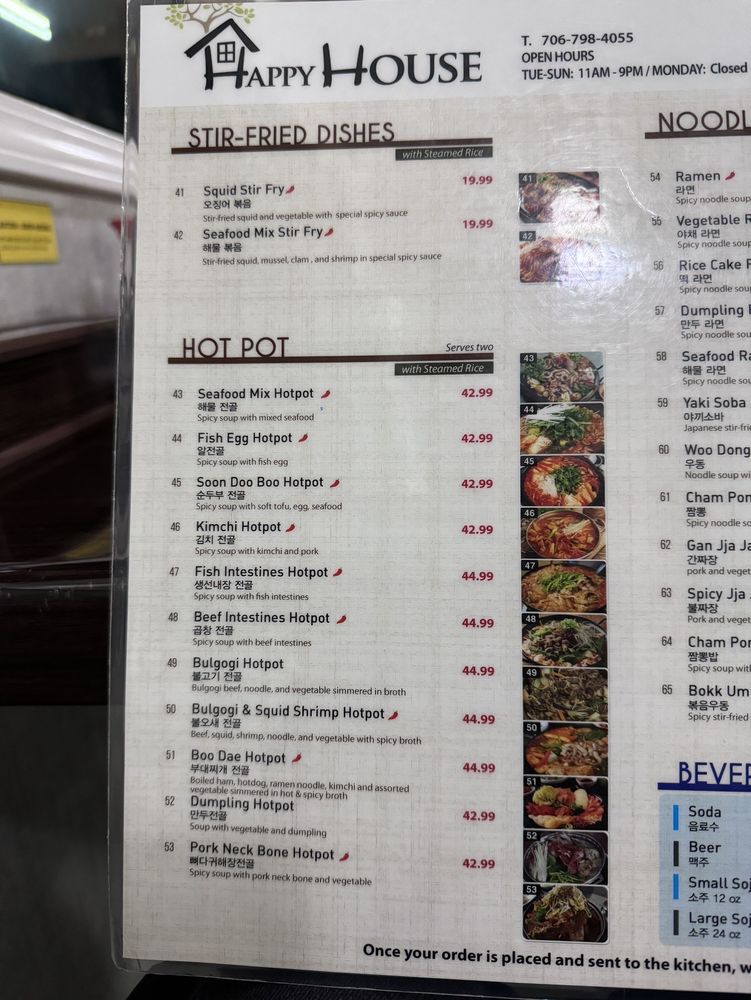 HAPPY HOUSE
T. 706-798-4055
OPEN HOURS
TUE-SUN: 11AM - 9PM / MONDAY: Closed
STIR-FRIED DISHES
with Steamed Rice
41 Squid Stir Fry 19.99
오징어 볶음
Stir-fried squid and vegetable with special spicy sauce
42 Seafood Mix Stir Fry 19.99
해물 볶음
Stir-fried squid, mussel, clam , and shrimp in special spicy sauce
41
42
HOT POT
Serves two
with Steamed Rice
43 Seafood Mix Hotpot 42.99
해물 전골
Spicy soup with mixed seafood
44 Fish Egg Hotpot 42.99
알전골
Spicy soup with fish egg
45 Soon Doo Boo Hotpot 42.99
순두부 전골
Spicy soup with soft tofu, egg, seafood
46 Kimchi Hotpot 42.99
김치 전골
Spicy soup with kimchi and pork
47 Fish Intestines Hotpot 44.99
생선내장 전골
Spicy soup with fish intestines
48 Beef Intestines Hotpot 44.99
곱창 전골
Spicy soup with beef intestines
49 Bulgogi Hotpot 44.99
불고기 전골
Bulgogi beef, noodle, and vegetable simmered in broth
50 Bulgogi & Squid Shrimp Hotpot 44.99
불오새 전골
Beef, squid, shrimp, noodle, and vegetable with spicy broth
51 Boo Dae Hotpot 44.99
부대찌개 전골
Boiled ham, hotdog, ramen noodle, kimchi and assorted
vegetable simmered in hot & spicy broth
52 Dumpling Hotpot 42.99
만두전골
Soup with vegetable and dumpling
53 Pork Neck Bone Hotpot 42.99
뼈다귀해장전골
Spicy soup with pork neck bone and vegetable
43
44
45
46
47
48
49
50
51
52
53
NOODL
54 Ramen
라면
Spicy noodle soup
55 Vegetable R
야채 라면
Spicy noodle soup
56 Rice Cake
떡 라면
Spicy noodle sou
57 Dumpling
만두 라면
Spicy noodle sou
58 Seafood Ra
해물 라면
Spicy noodle sou
59 Yaki Soba
야끼소바
Japanese stir-frie
60 Woo Dong
우동
Noodle soup wi
61 Cham Pon
짬뽕
Spicy noodle so
62 Gan Jja Ja
간짜장
pork and veget
63 Spicy Jja
불짜장
Pork and veget
64 Cham Pon
짬뽕밥
Spicy soup with
65 Bokk Um
볶음우동
Spicy stir-fried
BEVER
Soda
음료수
Beer
맥주
Small Soj
소주 12 oz
Large Soj
소주 24 oz
Once your order is placed and sent to the kitchen, w